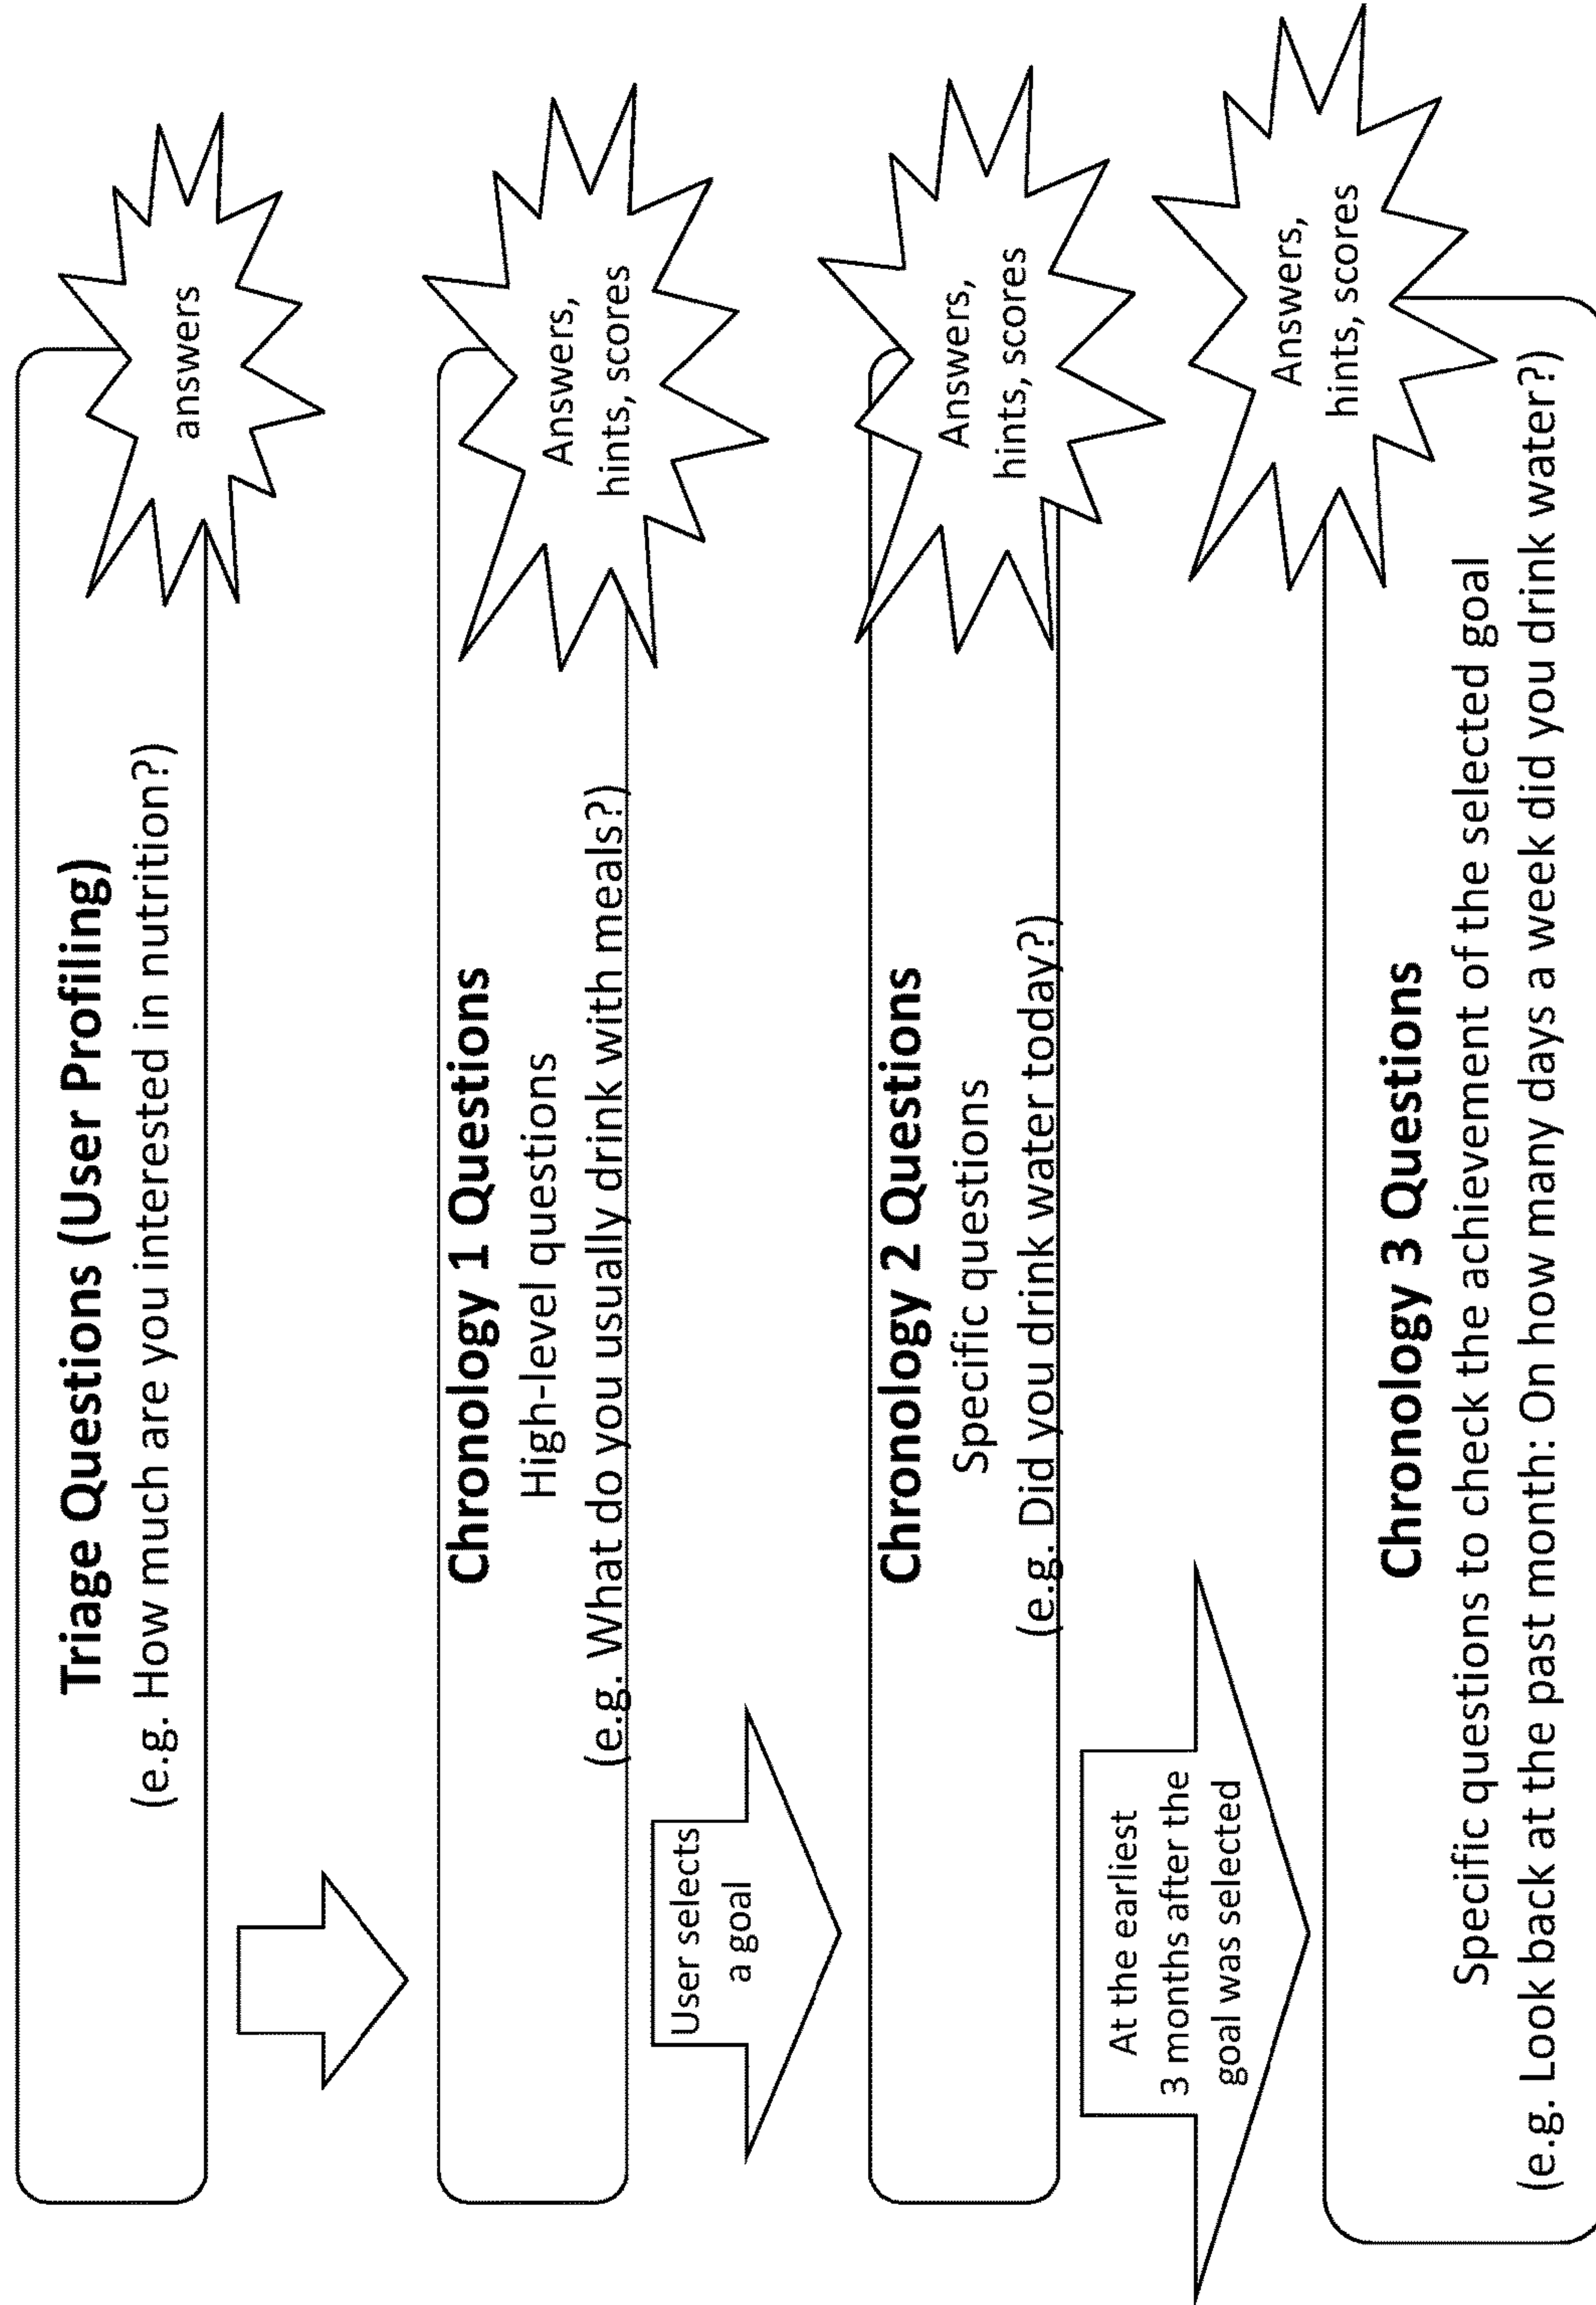 Triage Questions (User Profiling)
(e.g. How much are you interested in nutrition?)
answers
Chronology 1 Questions
High-level questions
(e.g. What do you usually drink with meals?)
Answers,
hints, scores
User selects
a goal
Chronology 2 Questions
Specific questions
(e.g. Did you drink water today?)
Answers,
hints, scores
At the earliest
3 months after the
goal was selected
Chronology 3 Questions
Specific questions to check the achievement of the selected goal
(e.g. Look back at the past month: On how many days a week did you drink water?)
Answers,
hints, scores